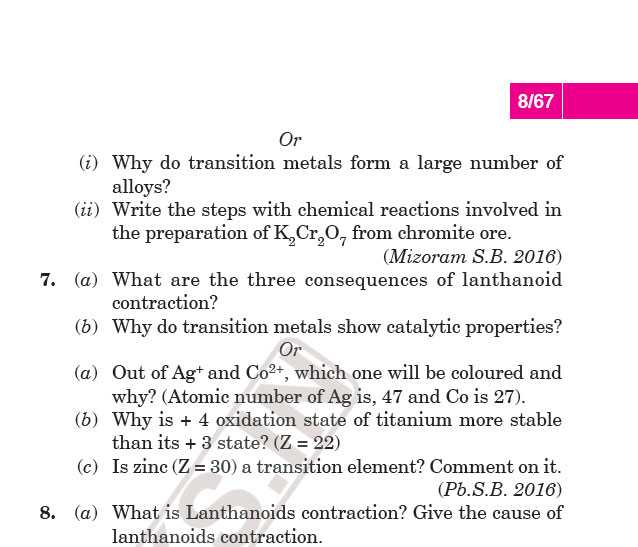 8/67
Or
(i) Why do transition metals form a large number of
alloys?
(ii) Write the steps with chemical reactions involved in
the preparation of K₂Cr₂O₇ from chromite ore.
(Mizoram S.B. 2016)
7. (a) What are the three consequences of lanthanoid
contraction?
(b) Why do transition metals show catalytic properties?
Or
(a) Out of Ag⁺ and Co²⁺, which one will be coloured and
why? (Atomic number of Ag is, 47 and Co is 27).
(b) Why is + 4 oxidation state of titanium more stable
than its + 3 state? (Z = 22)
(c) Is zinc (Z = 30) a transition element? Comment on it.
(Pb.S.B. 2016)
8. (a) What is Lanthanoids contraction? Give the cause of
lanthanoids contraction.